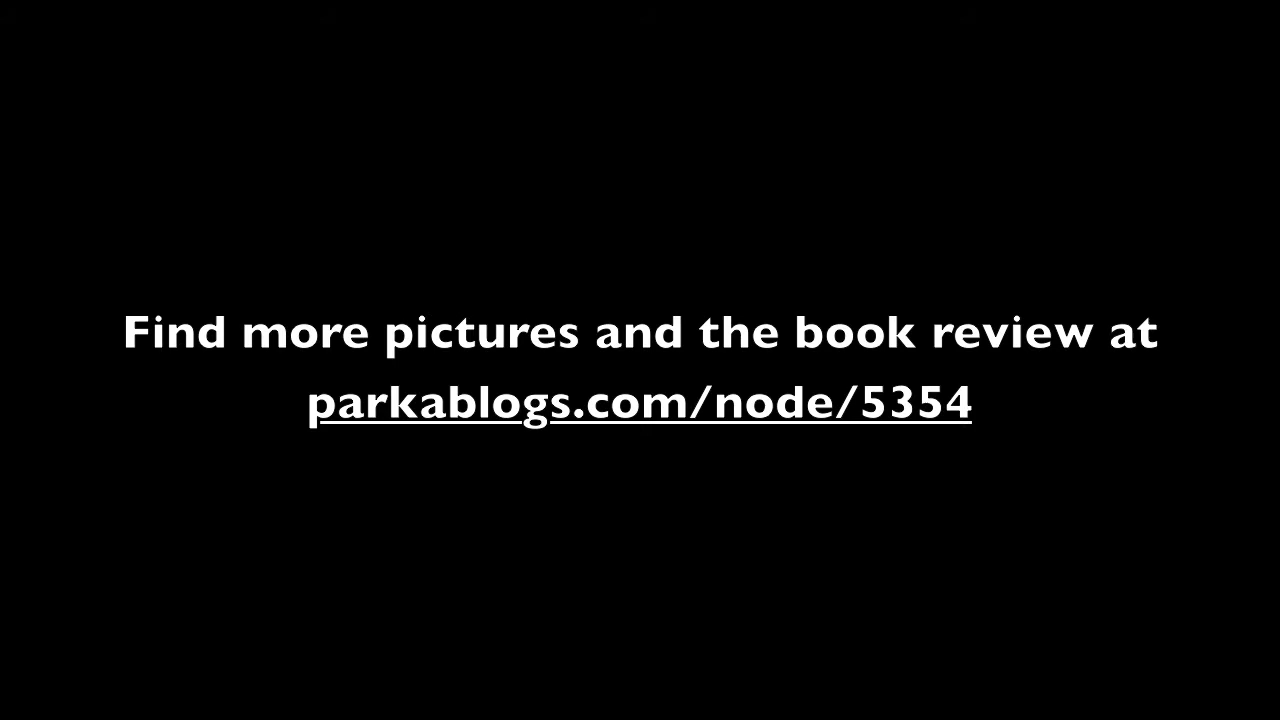 Find more pictures and the book review at
parkablogs.com/node/5354